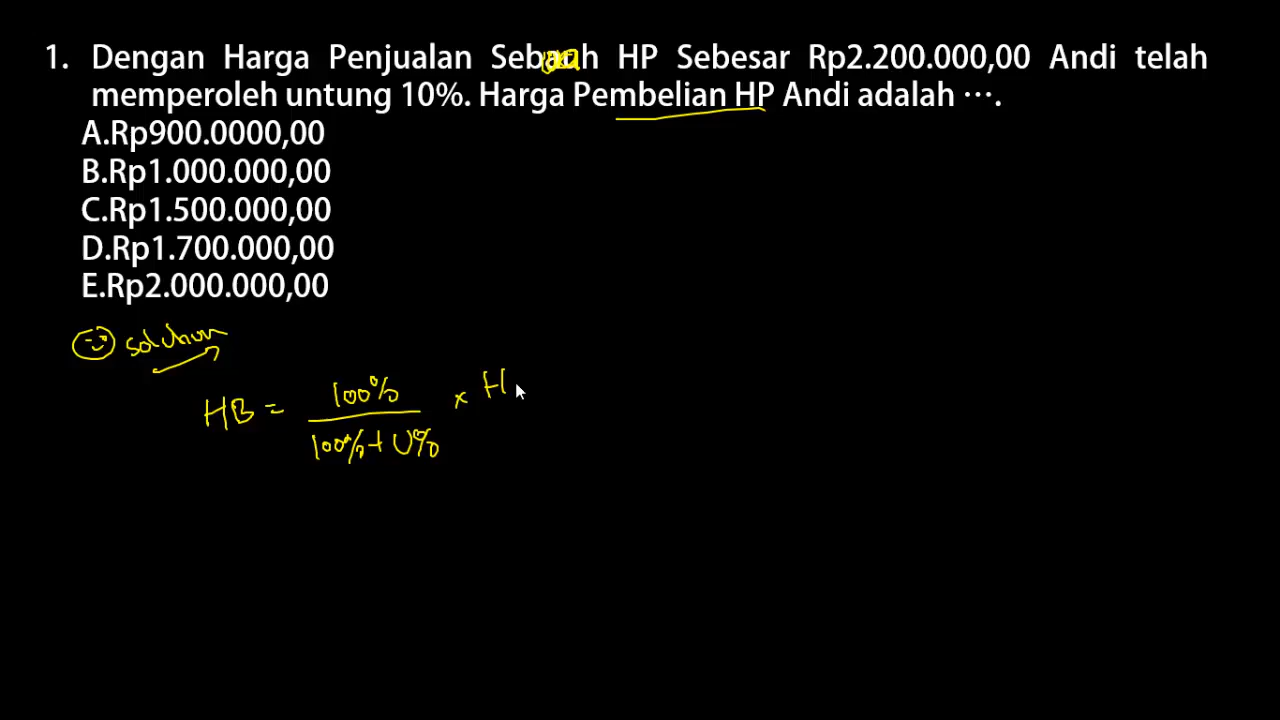 1. Dengan Harga Penjualan Sebuah HP Sebesar Rp2.200.000,00 Andi telah
memperoleh untung 10%. Harga Pembelian HP Andi adalah ….
A.Rp900.0000,00
B.Rp1.000.000,00
C.Rp1.500.000,00
D.Rp1.700.000,00
E.Rp2.000.000,00
solution
HB = 100% / 100% + U% × H